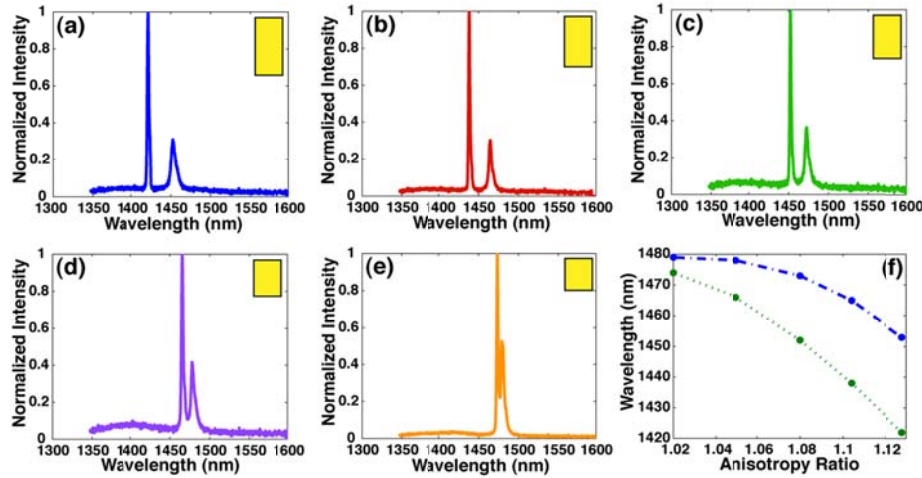 (a)
Normalized Intensity
1
0.8
0.6
0.4
0.2
0
1300 1350 1400 1450 1500 1550 1600
Wavelength (nm)
(b)
Normalized Intensity
1
0.8
0.6
0.4
0.2
0
1300 1350 1400 1450 1500 1550 1600
Wavelength (nm)
(c)
Normalized Intensity
1
0.8
0.6
0.4
0.2
0
1300 1350 1400 1450 1500 1550 1600
Wavelength (nm)
(d)
Normalized Intensity
1
0.8
0.6
0.4
0.2
0
1300 1350 1400 1450 1500 1550 1600
Wavelength (nm)
(e)
Normalized Intensity
1
0.8
0.6
0.4
0.2
0
1300 1350 1400 1450 1500 1550 1600
Wavelength (nm)
(f)
Wavelength (nm)
1480
1470
1460
1450
1440
1430
1420
1.02 1.04 1.06 1.08 1.1 1.12
Anisotropy Ratio